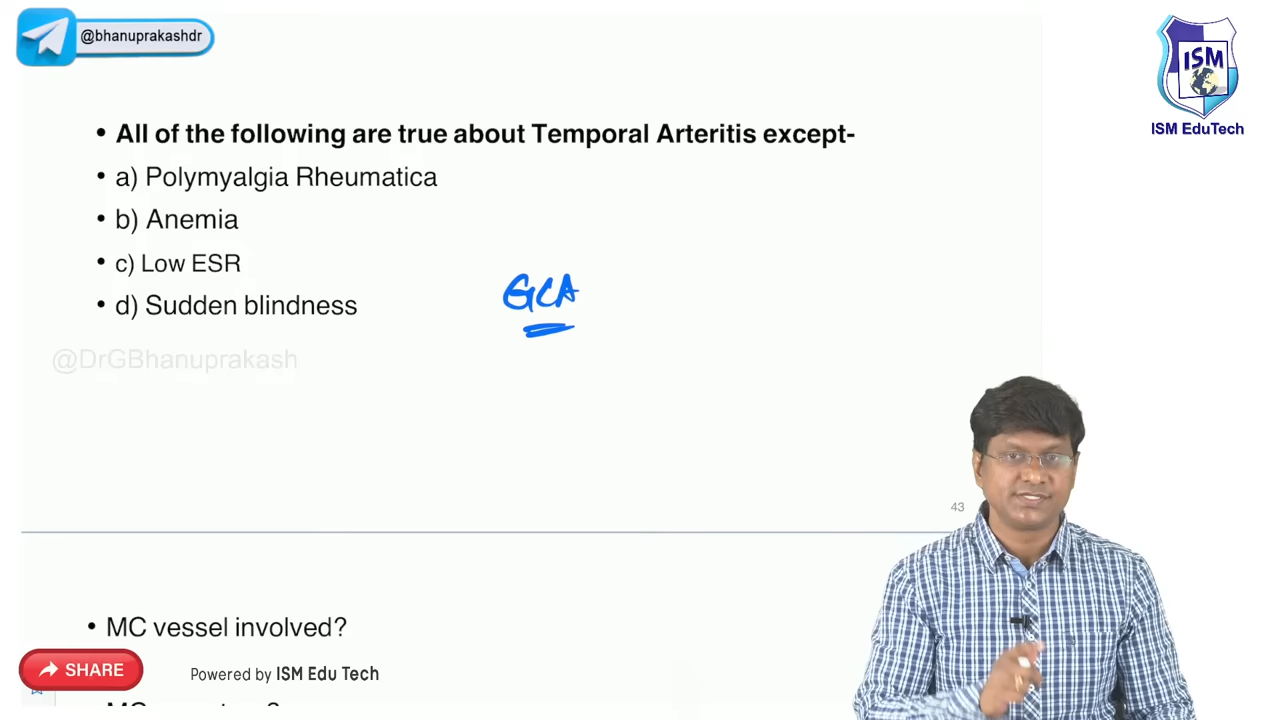 @bhanuprakashdr
ISM
ISM EduTech
• All of the following are true about Temporal Arteritis except-
• a) Polymyalgia Rheumatica
• b) Anemia
• c) Low ESR
• d) Sudden blindness
GCA
@DrGBhanuprakash
43
• MC vessel involved?
SHARE
Powered by ISM Edu Tech